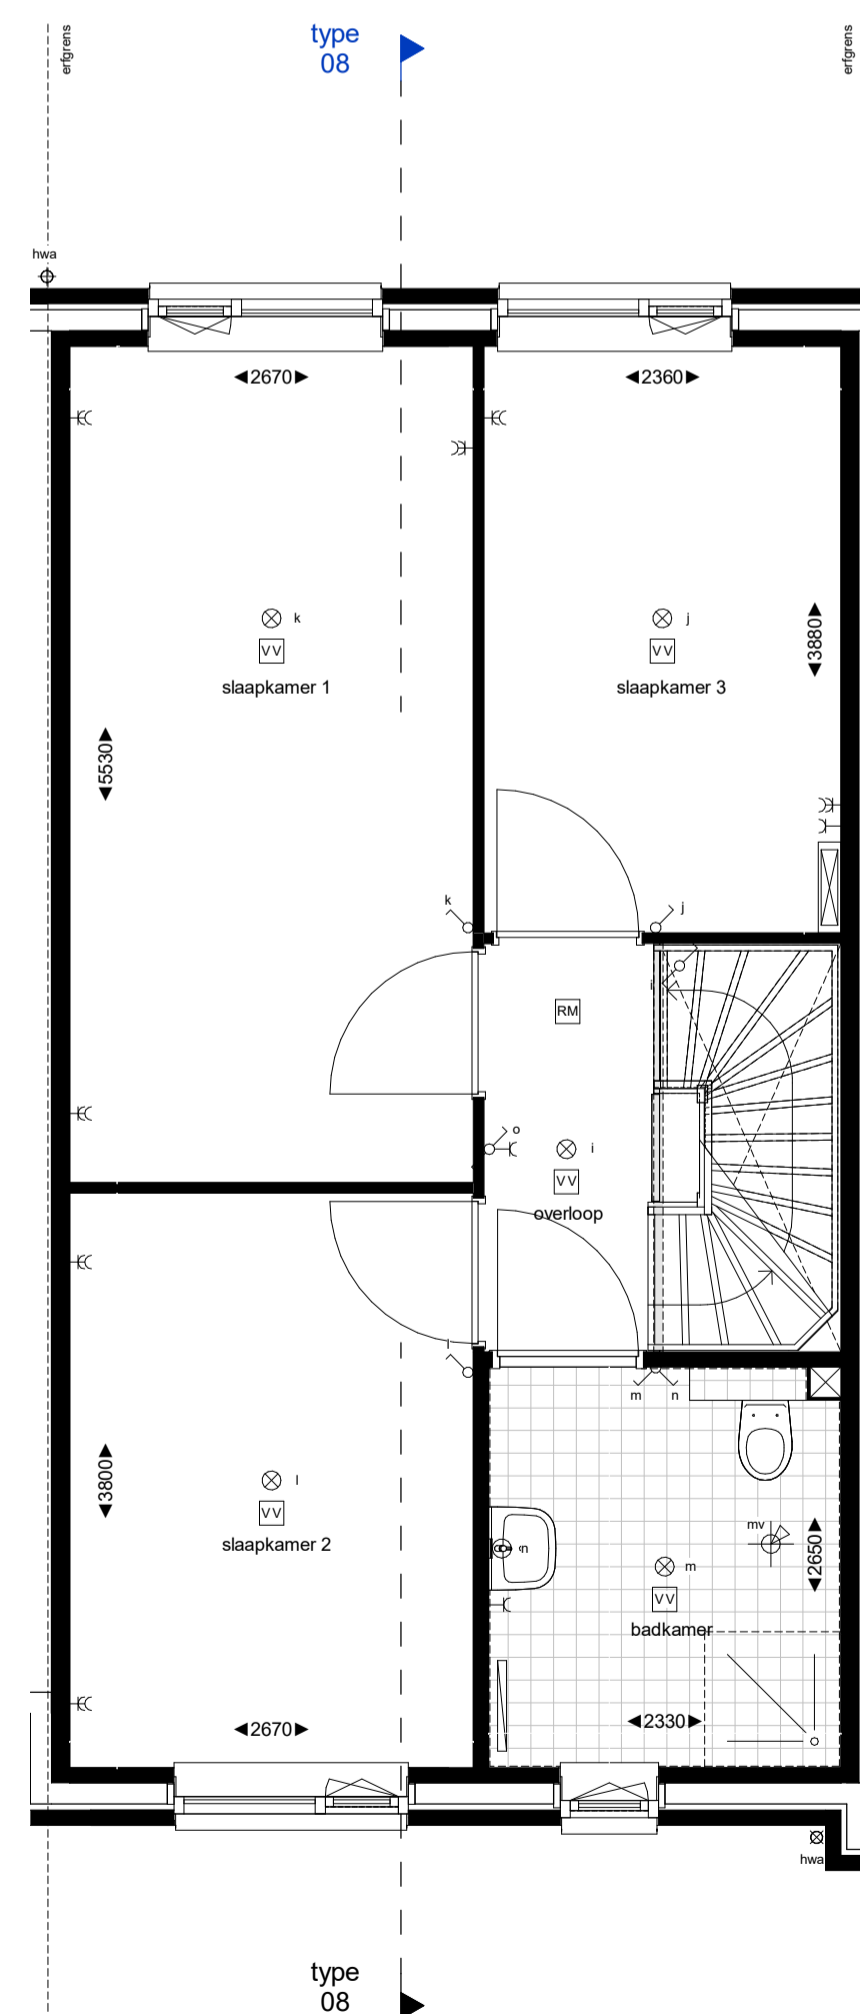 erfgrens
type
08
erfgrens
hwa
◄2670►
◄2360►
k
VV
slaapkamer 1
j
VV
slaapkamer 3
◄3880►
◄5530►
k
j
i
RM
o
i
VV
overloop
l
m
n
◄3800►
l
VV
slaapkamer 2
n
mv
m
VV
badkamer
◄2650►
◄2670►
◄2330►
hwa
type
08